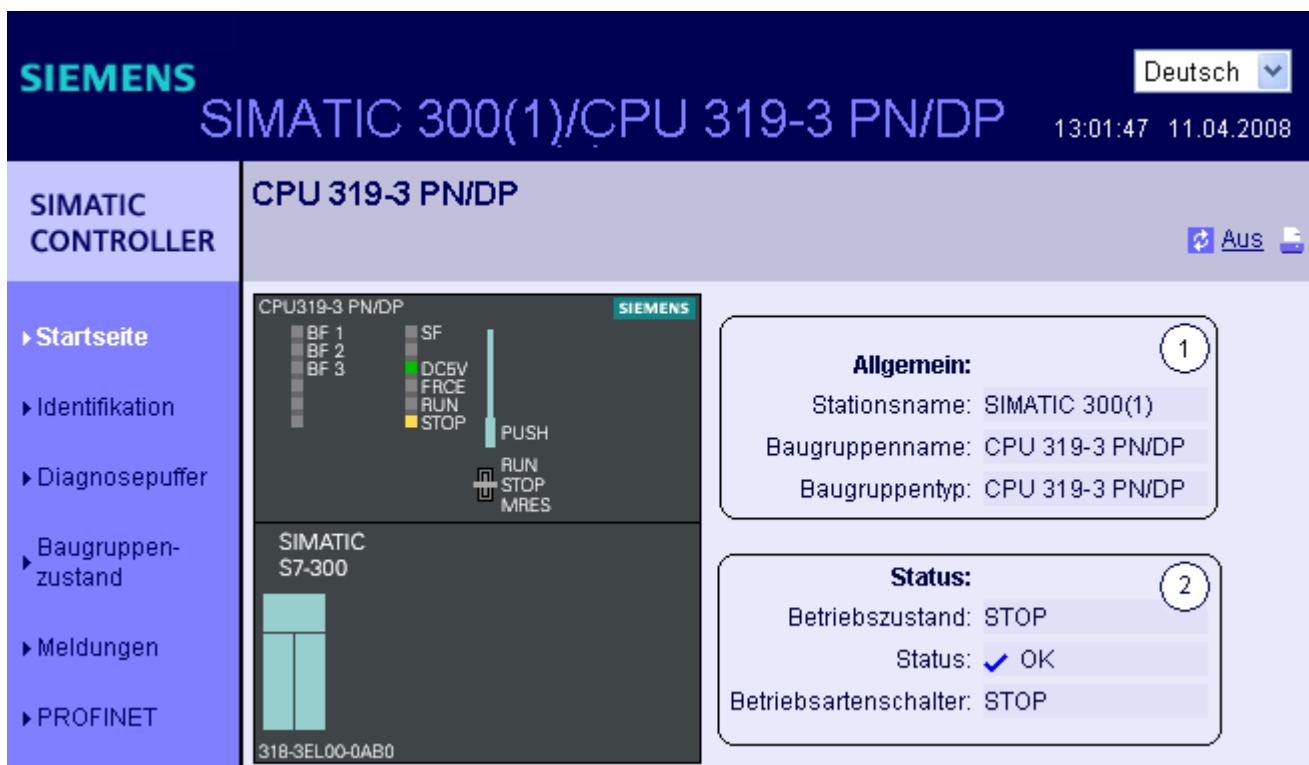 SIEMENS
Deutsch
SIMATIC 300(1)/CPU 319-3 PN/DP
13:01:47 11.04.2008
SIMATIC
CONTROLLER
CPU 319-3 PN/DP
Aus
Startseite
Identifikation
Diagnosepuffer
Baugruppen-
zustand
Meldungen
PROFINET
CPU319-3 PN/DP
SIEMENS
BF 1
BF 2
BF 3
SF
DC5V
FRCE
RUN
STOP
PUSH
RUN
STOP
MRES
SIMATIC
S7-300
318-3EL00-0AB0
1
Allgemein:
Stationsname: SIMATIC 300(1)
Baugruppenname: CPU 319-3 PN/DP
Baugruppentyp: CPU 319-3 PN/DP
2
Status:
Betriebszustand: STOP
Status: OK
Betriebsartenschalter: STOP